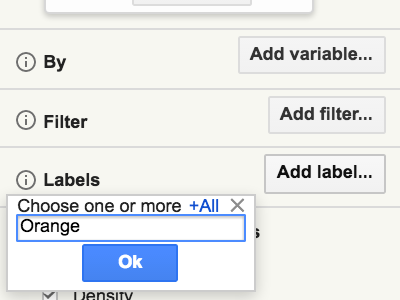 By
Add variable...
Filter
Add filter...
Labels
Add label...
Choose one or more +All
Orange
Ok
Density